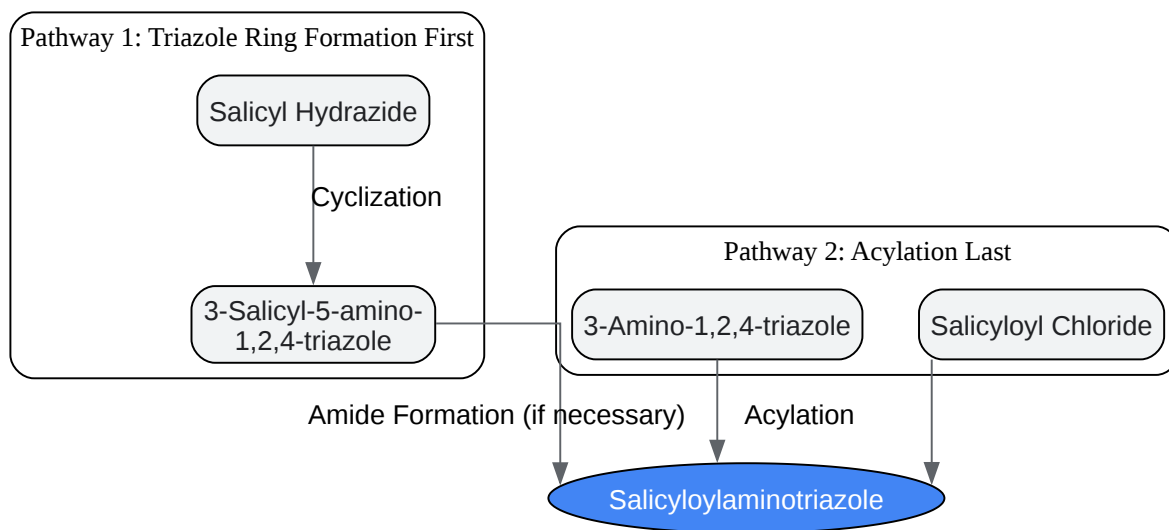 Pathway 1: Triazole Ring Formation First
Salicyl Hydrazide
Cyclization
3-Salicyl-5-amino-
1,2,4-triazole
Pathway 2: Acylation Last
3-Amino-1,2,4-triazole
Salicyloyl Chloride
Amide Formation (if necessary)
Acylation
Salicyloylaminotriazole